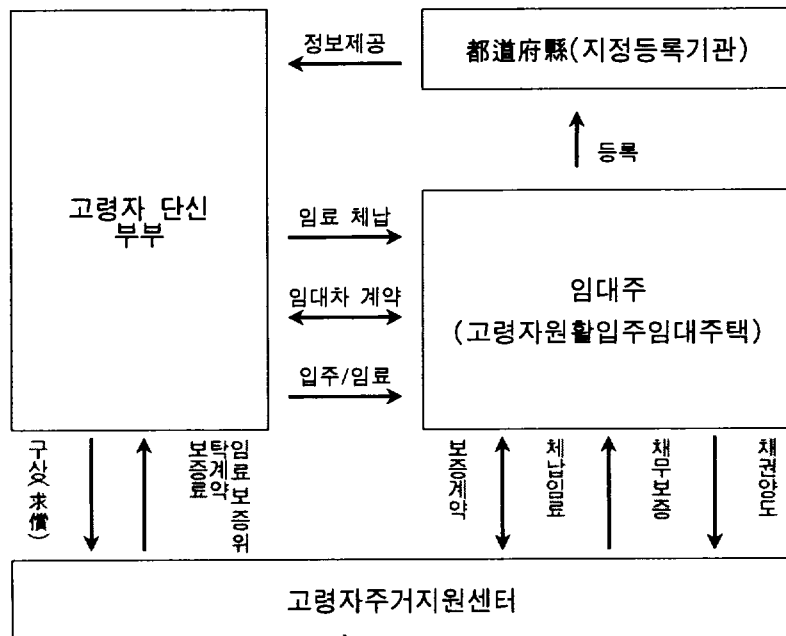 정보제공
都道府縣(지정등록기관)
등록
고령자 단신
부부
임료 체납
임대차 계약
입주/임료
임대주
(고령자원활입주임대주택)
구상(求償)
임료보증위
탁계약
보증료
보증계약
체납임료
채무보증
채권양도
고령자주거지원센터